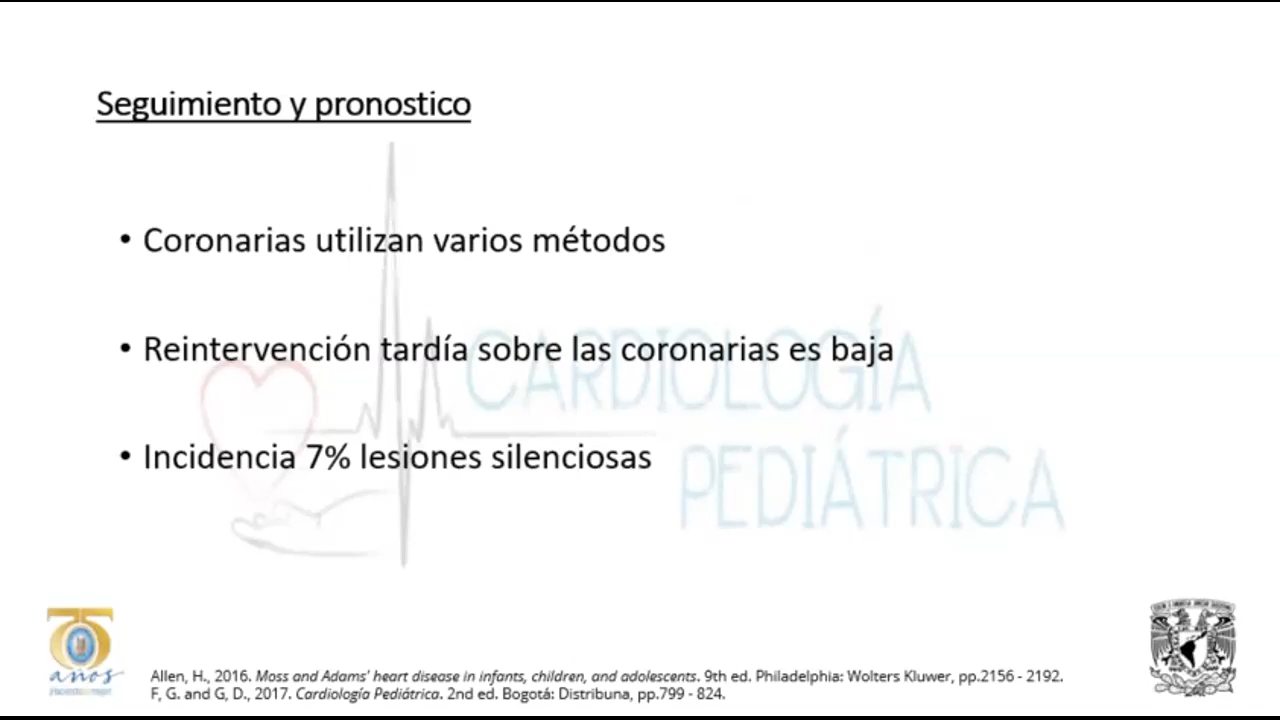 Seguimiento y pronostico
• Coronarias utilizan varios métodos
• Reintervención tardía sobre las coronarias es baja
• Incidencia 7% lesiones silenciosas
CARDIOLOGÍA
PEDIÁTRICA
años
Allen, H., 2016. Moss and Adams' heart disease in infants, children, and adolescents. 9th ed. Philadelphia: Wolters Kluwer, pp.2156 - 2192.
F, G. and G, D., 2017. Cardiología Pediátrica. 2nd ed. Bogotá: Distribuna, pp.799 - 824.